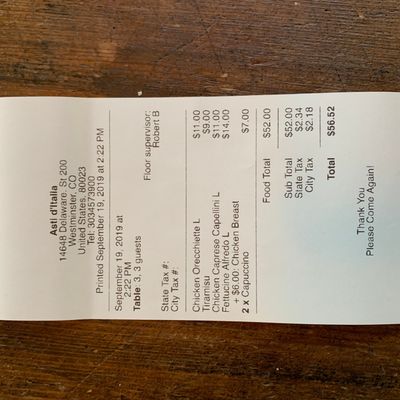 Asti d'Italia
14648 Delaware. St 200
Westminster, CO
United States, 80023
Tel: 3034573900
Printed September 19, 2019 at 2:22 PM
September 19, 2019 at
2:22 PM
Floor supervisor:
Robert B
Table 3, 3 guests
State Tax #:
City Tax #:
Chicken Orecchiette L $11.00
Tiramisu $9.00
Chicken Caprese Capellini L $11.00
Fettucine Alfredo L $14.00
+ $6.00: Chicken Breast
2 x Capuccino $7.00
Food Total $52.00
Sub Total $52.00
State Tax $2.34
City Tax $2.18
Total $56.52
Thank You
Please Come Again!